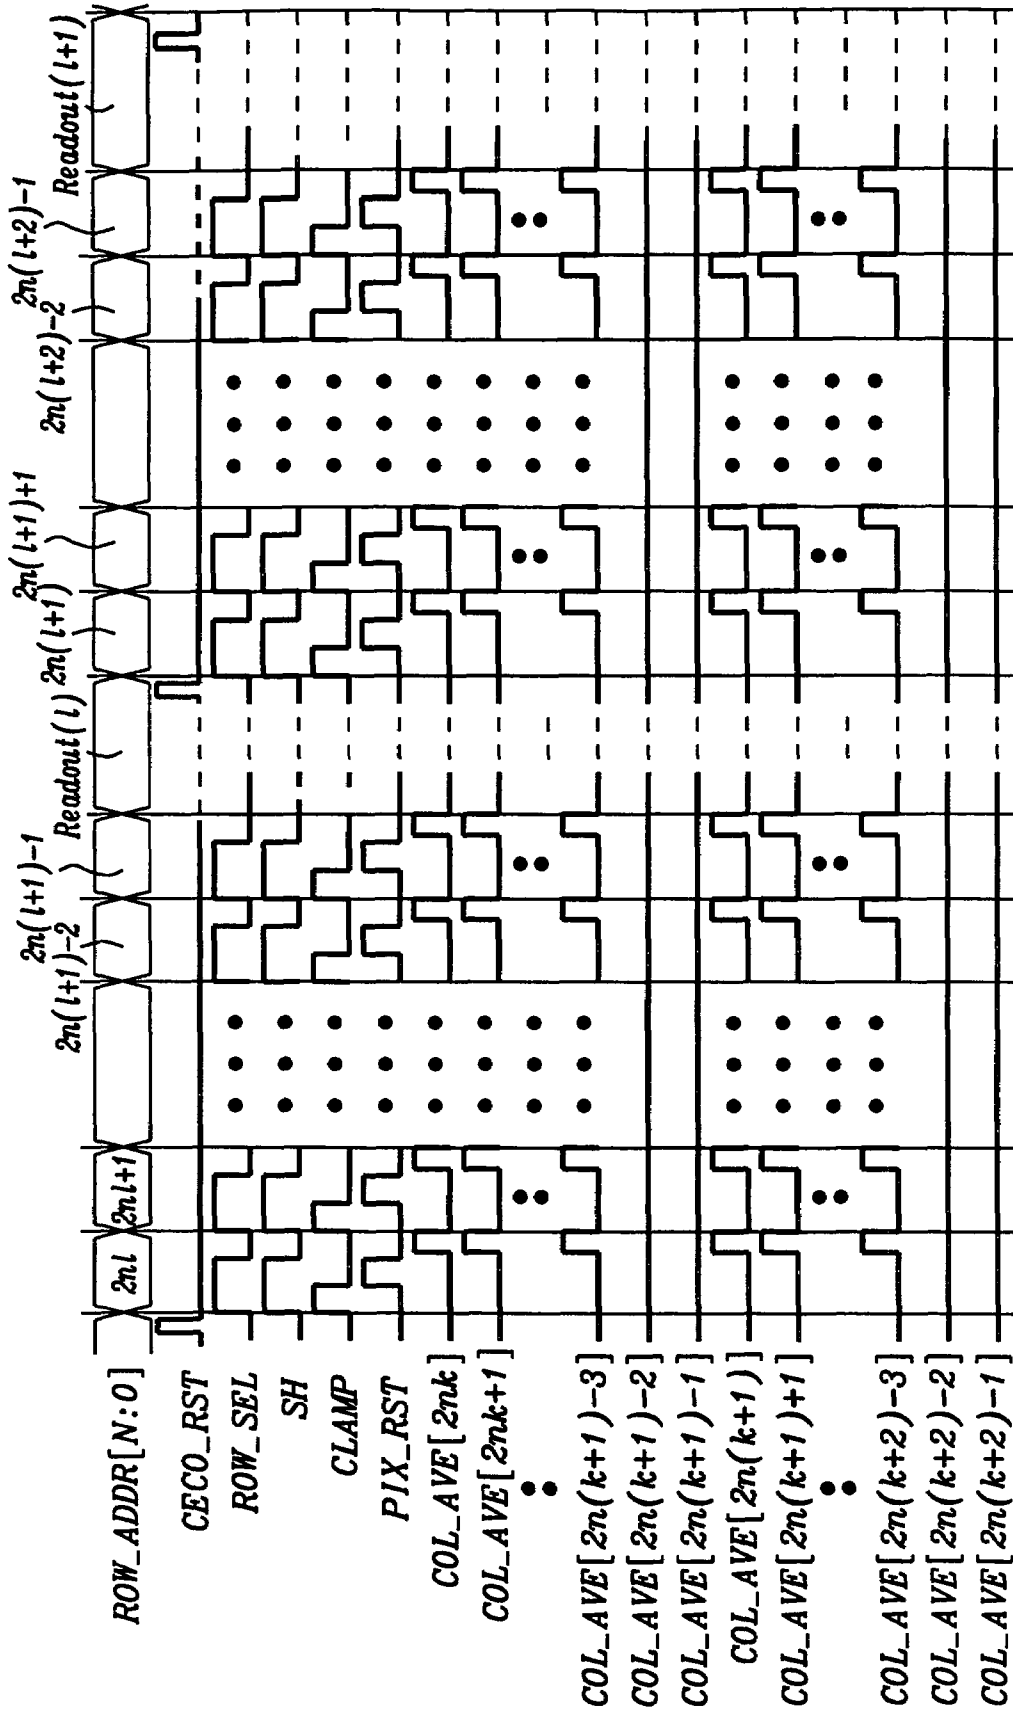 ROW_ADDR[N:0]
2nl
2nl+1
2n(l+1)-2
2n(l+1)-1
Readout(l)
2n(l+1)
2n(l+1)+1
2n(l+2)-2
2n(l+2)-1
Readout(l+1)
CECO_RST
ROW_SEL
SH
CLAMP
PIX_RST
COL_AVE[2nk]
COL_AVE[2nk+1]
COL_AVE[2n(k+1)-3]
COL_AVE[2n(k+1)-2]
COL_AVE[2n(k+1)-1]
COL_AVE[2n(k+1)]
COL_AVE[2n(k+1)+1]
COL_AVE[2n(k+2)-3]
COL_AVE[2n(k+2)-2]
COL_AVE[2n(k+2)-1]